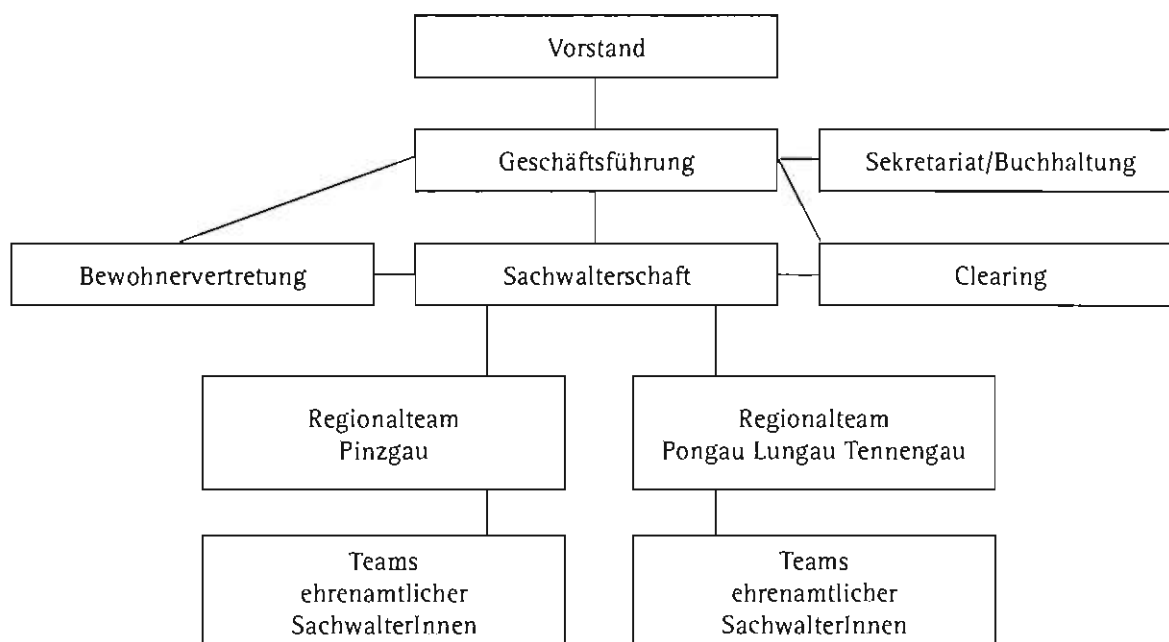 Vorstand
Geschäftsführung
Sekretariat/Buchhaltung
Bewohnervertretung
Sachwalterschaft
Clearing
Regionalteam
Pinzgau
Regionalteam
Pongau Lungau Tennengau
Teams
ehrenamtlicher
SachwalterInnen
Teams
ehrenamtlicher
SachwalterInnen